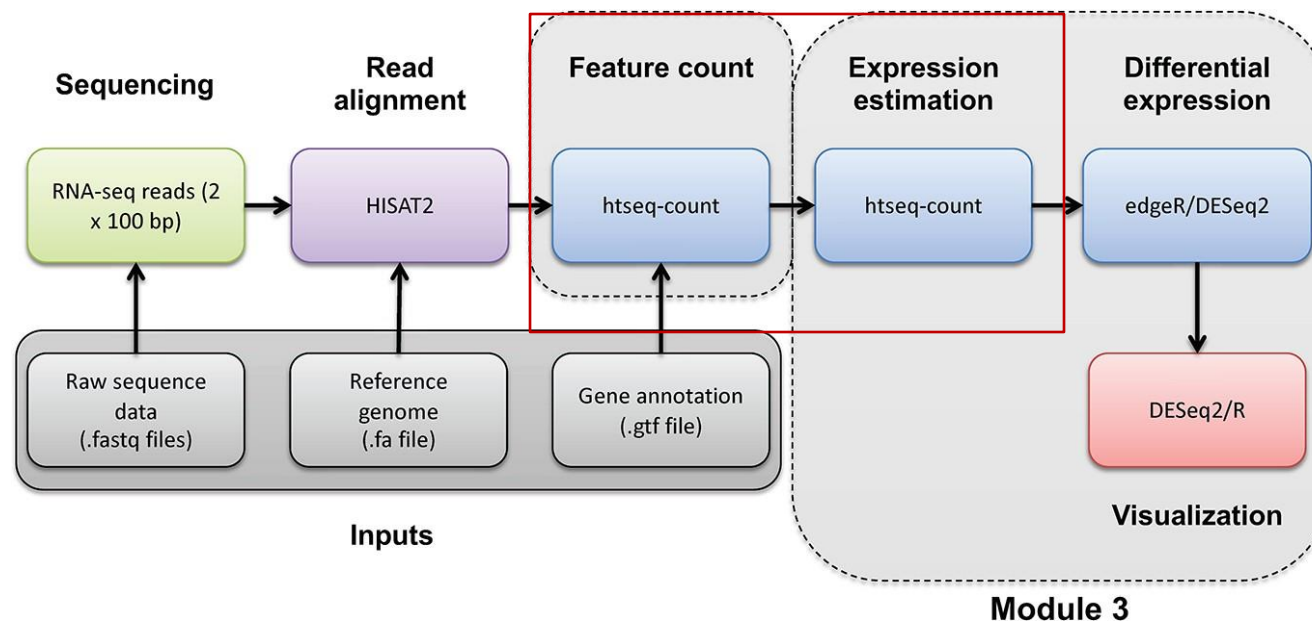 Sequencing
Read
alignment
Feature count
Expression
estimation
Differential
expression
RNA-seq reads (2
x 100 bp)
HISAT2
htseq-count
htseq-count
edgeR/DESeq2
Raw sequence
data
(.fastq files)
Reference
genome
(.fa file)
Gene annotation
(.gtf file)
DESeq2/R
Inputs
Visualization
Module 3